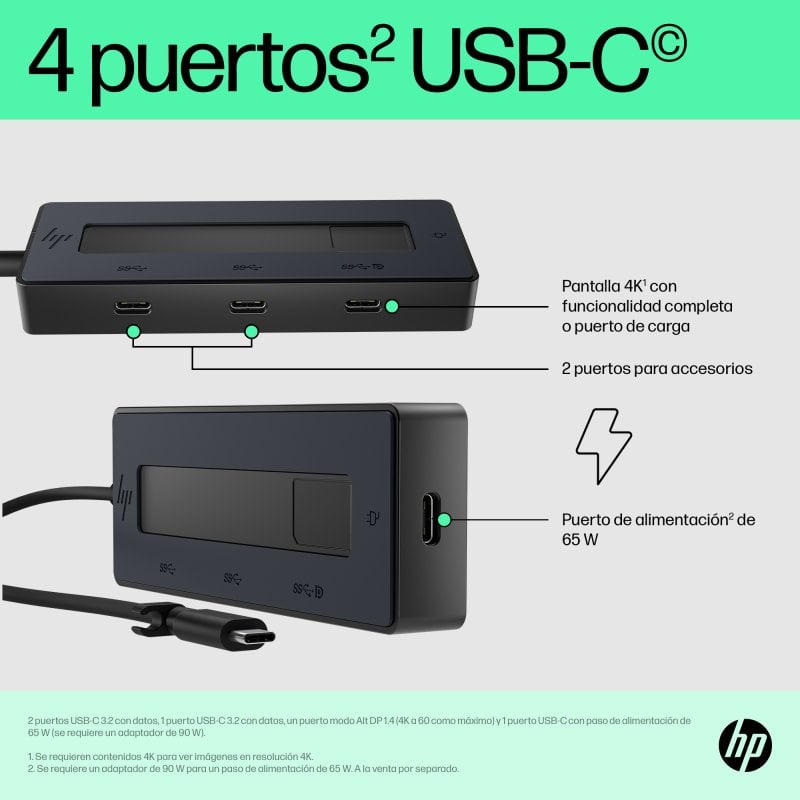 4 puertos² USB-C©
Pantalla 4K¹ con
funcionalidad completa
o puerto de carga
2 puertos para accesorios
Puerto de alimentación² de
65 W
2 puertos USB-C 3.2 con datos, 1 puerto USB-C 3.2 con datos, un puerto modo Alt DP 1.4 (4K a 60 como máximo) y 1 puerto USB-C con paso de alimentación de
65 W (se requiere un adaptador de 90 W).
1. Se requieren contenidos 4K para ver imágenes en resolución 4K.
2. Se requiere un adaptador de 90 W para un paso de alimentación de 65 W. A la venta por separado.
hp